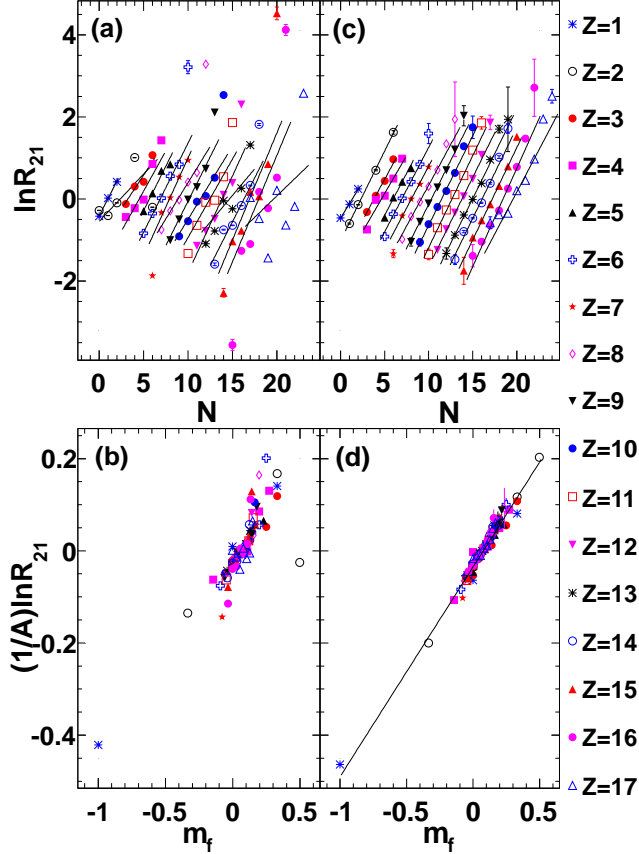 (a)
(c)
lnR21
4
2
0
-2
0 5 10 15 20
0 5 10 15 20
N
N
(b)
(d)
(1/A)lnR21
0.2
0
-0.2
-0.4
-1 -0.5 0 0.5
-1 -0.5 0 0.5
mf
mf
Z=1
Z=2
Z=3
Z=4
Z=5
Z=6
Z=7
Z=8
Z=9
Z=10
Z=11
Z=12
Z=13
Z=14
Z=15
Z=16
Z=17